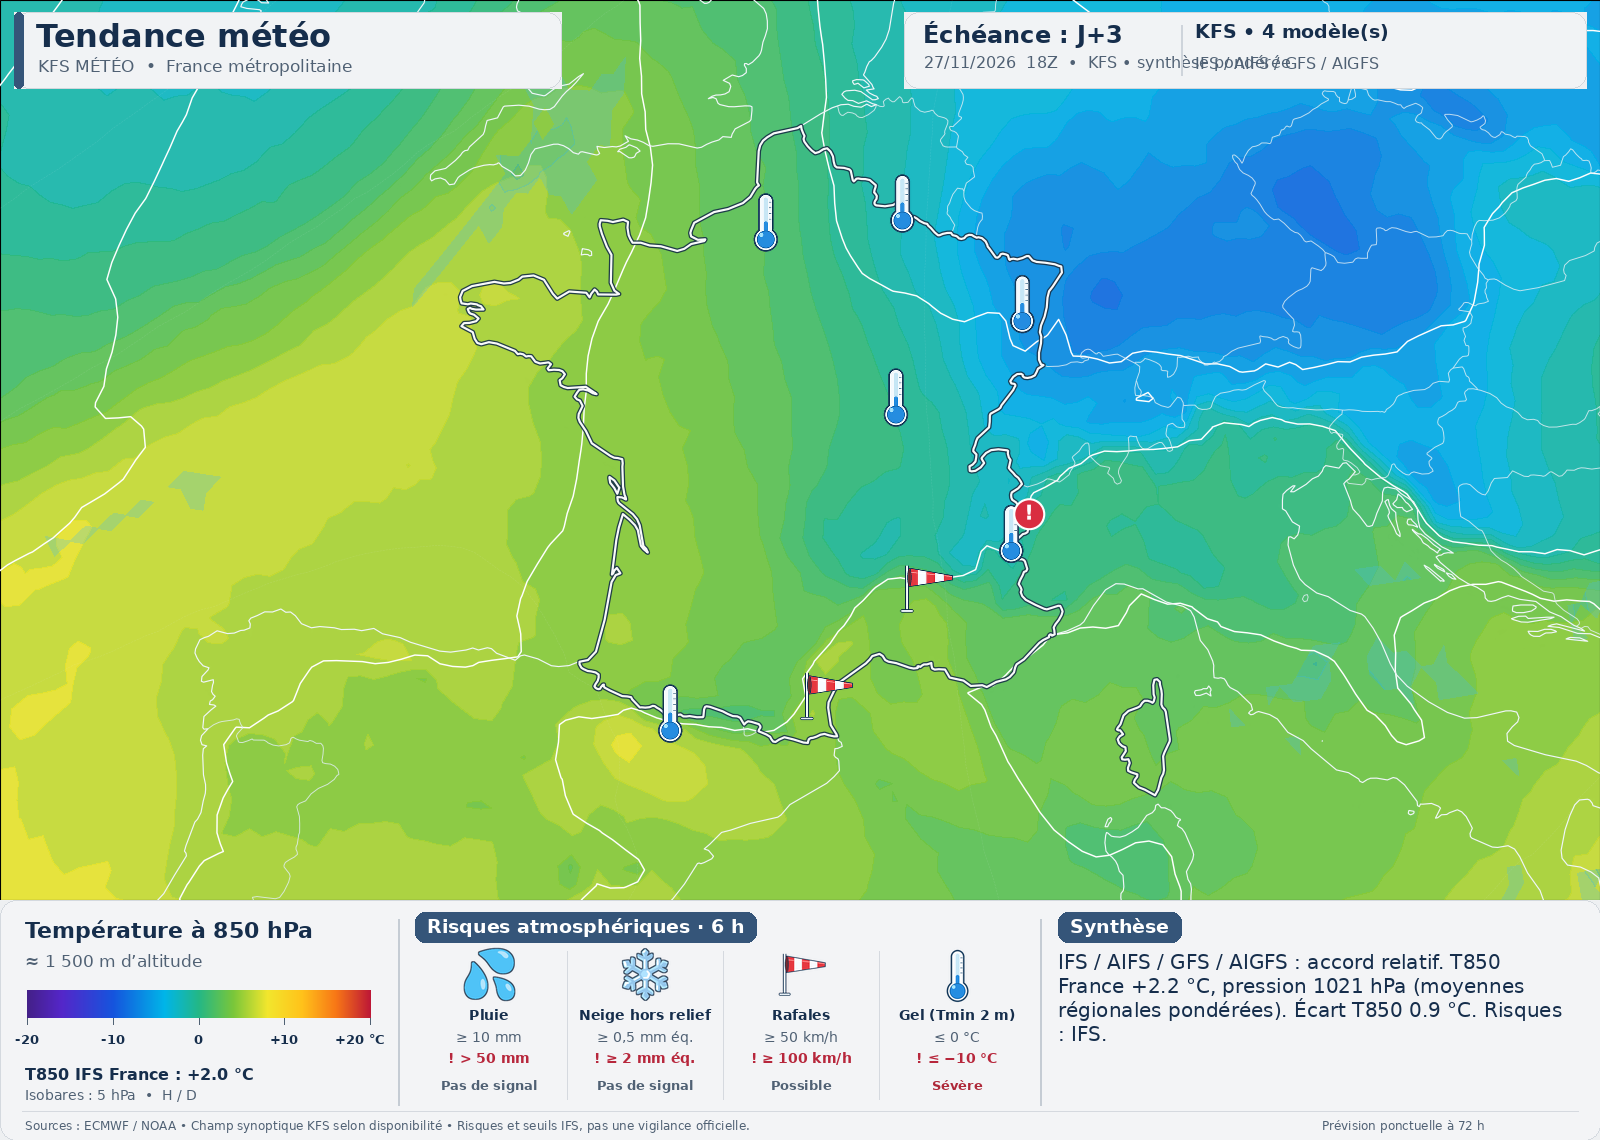 Tendance météo
KFS MÉTÉO • France métropolitaine
Échéance : J+3
27/11/2026 18Z • KFS • synthèse pondérée
KFS • 4 modèle(s)
IFS / AIFS / GFS / AIGFS
!
Température à 850 hPa
≈ 1 500 m d’altitude
-20 -10 0 +10 +20 °C
T850 IFS France : +2.0 °C
Isobares : 5 hPa • H / D
Risques atmosphériques · 6 h
Pluie
≥ 10 mm
! > 50 mm
Pas de signal
Neige hors relief
≥ 0,5 mm éq.
! ≥ 2 mm éq.
Pas de signal
Rafales
≥ 50 km/h
! ≥ 100 km/h
Possible
Gel (Tmin 2 m)
≤ 0 °C
! ≤ −10 °C
Sévère
Synthèse
IFS / AIFS / GFS / AIGFS : accord relatif. T850
France +2.2 °C, pression 1021 hPa (moyennes
régionales pondérées). Écart T850 0.9 °C. Risques
: IFS.
Sources : ECMWF / NOAA • Champ synoptique KFS selon disponibilité • Risques et seuils IFS, pas une vigilance officielle.
Prévision ponctuelle à 72 h